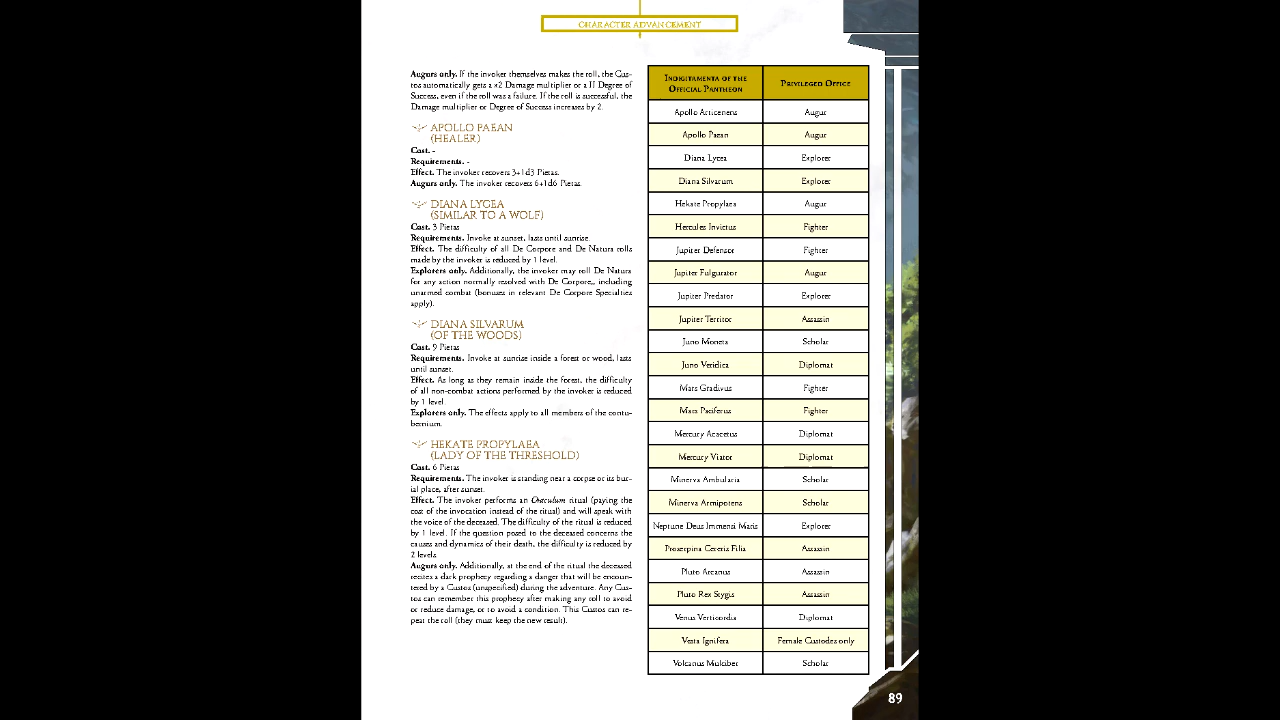 CHARACTER ADVANCEMENT
Augurs only. If the invoker themselves makes the roll, the Cus-
tos automatically gets a x2 Damage multiplier or a II Degree of
Success, even if the roll was a failure. If the roll is successful, the
Damage multiplier or Degree of Success increases by 2.
APOLLO PAEAN
(HEALER)
Cost. -
Requirements. -
Effect. The invoker recovers 3+1d3 Pietas.
Augurs only. The invoker recovers 6+1d6 Pietas.
DIANA LYCEA
(SIMILAR TO A WOLF)
Cost. 3 Pietas
Requirements. Invoke at sunset, lasts until sunrise.
Effect. The difficulty of all De Corpore and De Natura rolls
made by the invoker is reduced by 1 level.
Explorers only. Additionally, the invoker may roll De Natura
for any action normally resolved with De Corpore,, including
unarmed combat (bonuses in relevant De Corpore Specialties
apply).
DIANA SILVARUM
(OF THE WOODS)
Cost. 9 Pietas
Requirements. Invoke at sunrise inside a forest or wood, lasts
until sunset.
Effect. As long as they remain inside the forest, the difficulty
of all non-combat actions performed by the invoker is reduced
by 1 level.
Explorers only. The effects apply to all members of the contu-
bernium.
HEKATE PROPYLAEA
(LADY OF THE THRESHOLD)
Cost. 6 Pietas
Requirements. The invoker is standing near a corpse or its bur-
ial place, after sunset.
Effect. The invoker performs an Oraculum ritual (paying the
cost of the invocation instead of the ritual) and will speak with
the voice of the deceased. The difficulty of the ritual is reduced
by 1 level. If the question posed to the deceased concerns the
causes and dynamics of their death, the difficulty is reduced by
2 levels.
Augurs only. Additionally, at the end of the ritual the deceased
recites a dark prophecy regarding a danger that will be encoun-
tered by a Custos (unspecified) during the adventure. Any Cus-
tos can remember this prophecy after making any roll to avoid
or reduce damage, or to avoid a condition. This Custos can re-
peat the roll (they must keep the new result).
INDIGITAMENTA OF THE
OFFICIAL PANTHEON PRIVILEGED OFFICE
Apollo Articenens Augur
Apollo Paean Augur
Diana Lycea Explorer
Diana Silvarum Explorer
Hekate Propylaea Augur
Hercules Invictus Fighter
Jupiter Defensor Fighter
Jupiter Fulgurator Augur
Jupiter Predator Explorer
Jupiter Territor Assassin
Juno Moneta Scholar
Juno Veridica Diplomat
Mars Gradivus Fighter
Mars Paciferus Fighter
Mercury Acacetus Diplomat
Mercury Viator Diplomat
Minerva Ambularia Scholar
Minerva Armipotens Scholar
Neptune Deus Immensi Maris Explorer
Proserpina Cereris Filia Assassin
Pluto Arcanus Assassin
Pluto Rex Stygis Assassin
Venus Verticordia Diplomat
Vesta Ignifera Female Custodes only
Volcanus Mulciber Scholar
89